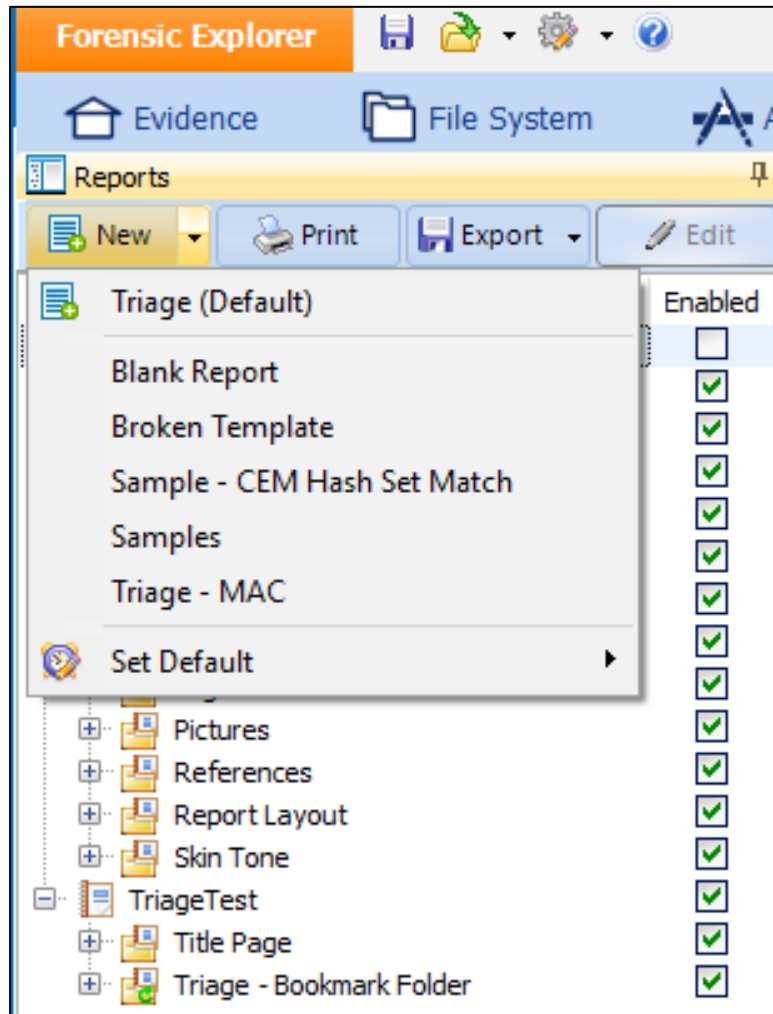 Forensic Explorer
Evidence File System
Reports
New Print Export Edit
Triage (Default)
Enabled
Blank Report
Broken Template
Sample - CEM Hash Set Match
Samples
Triage - MAC
Set Default
Pictures
References
Report Layout
Skin Tone
TriageTest
Title Page
Triage - Bookmark Folder